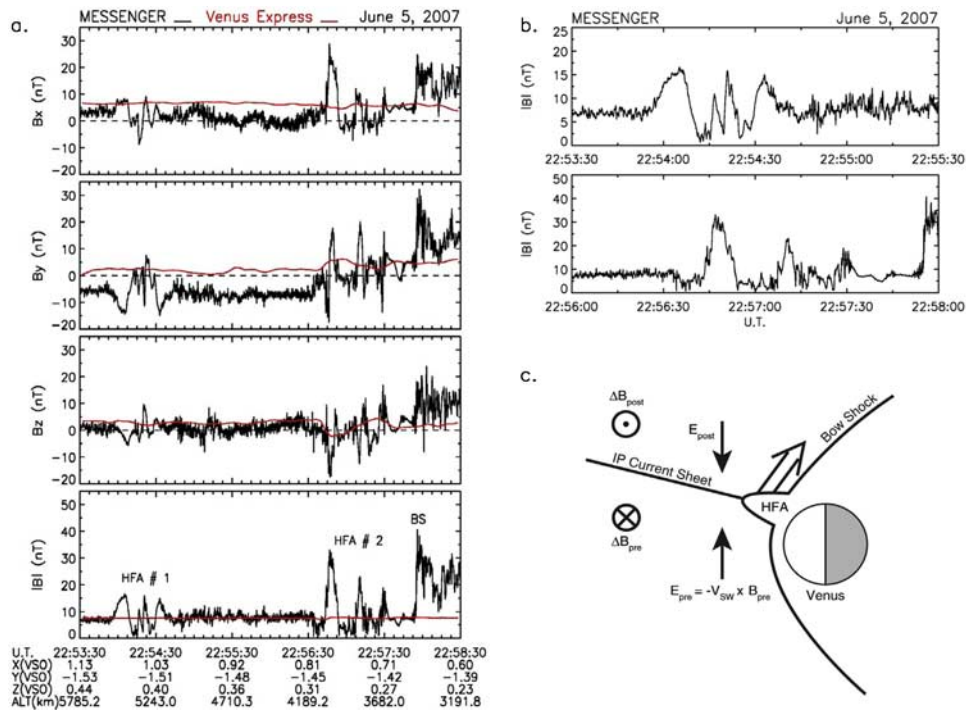 a.
MESSENGER __ Venus Express __ June 5, 2007
Bx (nT)
30
20
10
0
−10
−20
By (nT)
30
20
10
0
−10
−20
Bz (nT)
30
20
10
0
−10
−20
|B| (nT)
50
40
30
20
10
0
HFA # 1
HFA # 2
BS
U.T. 22:53:30 22:54:30 22:55:30 22:56:30 22:57:30 22:58:30
X(VSO) 1.13 1.03 0.92 0.81 0.71 0.60
Y(VSO) −1.53 −1.51 −1.48 −1.45 −1.42 −1.39
Z(VSO) 0.44 0.40 0.36 0.31 0.27 0.23
ALT(km) 5785.2 5243.0 4710.3 4189.2 3682.0 3191.8
b.
MESSENGER June 5, 2007
|B| (nT)
25
20
15
10
5
0
22:53:30 22:54:00 22:54:30 22:55:00 22:55:30
|B| (nT)
50
40
30
20
10
0
22:56:00 22:56:30 22:57:00 22:57:30 22:58:00
U.T.
c.
ΔBpost
Epost
Bow Shock
IP Current Sheet
HFA
ΔBpre
Epre = -VSW x Bpre
Venus